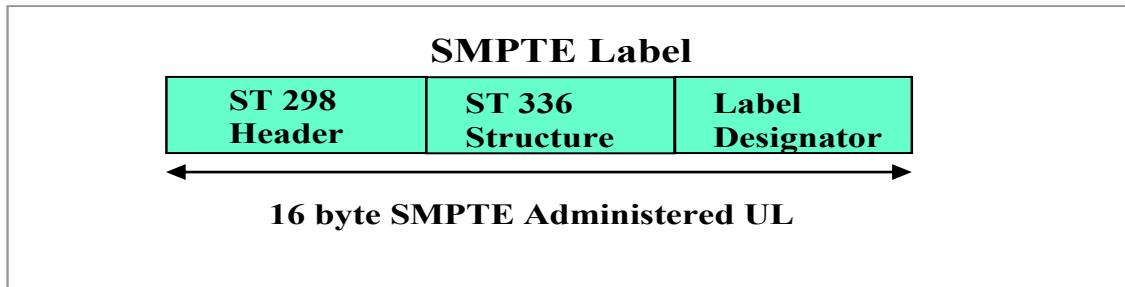 SMPTE Label
ST 298 Header
ST 336 Structure
Label Designator
16 byte SMPTE Administered UL